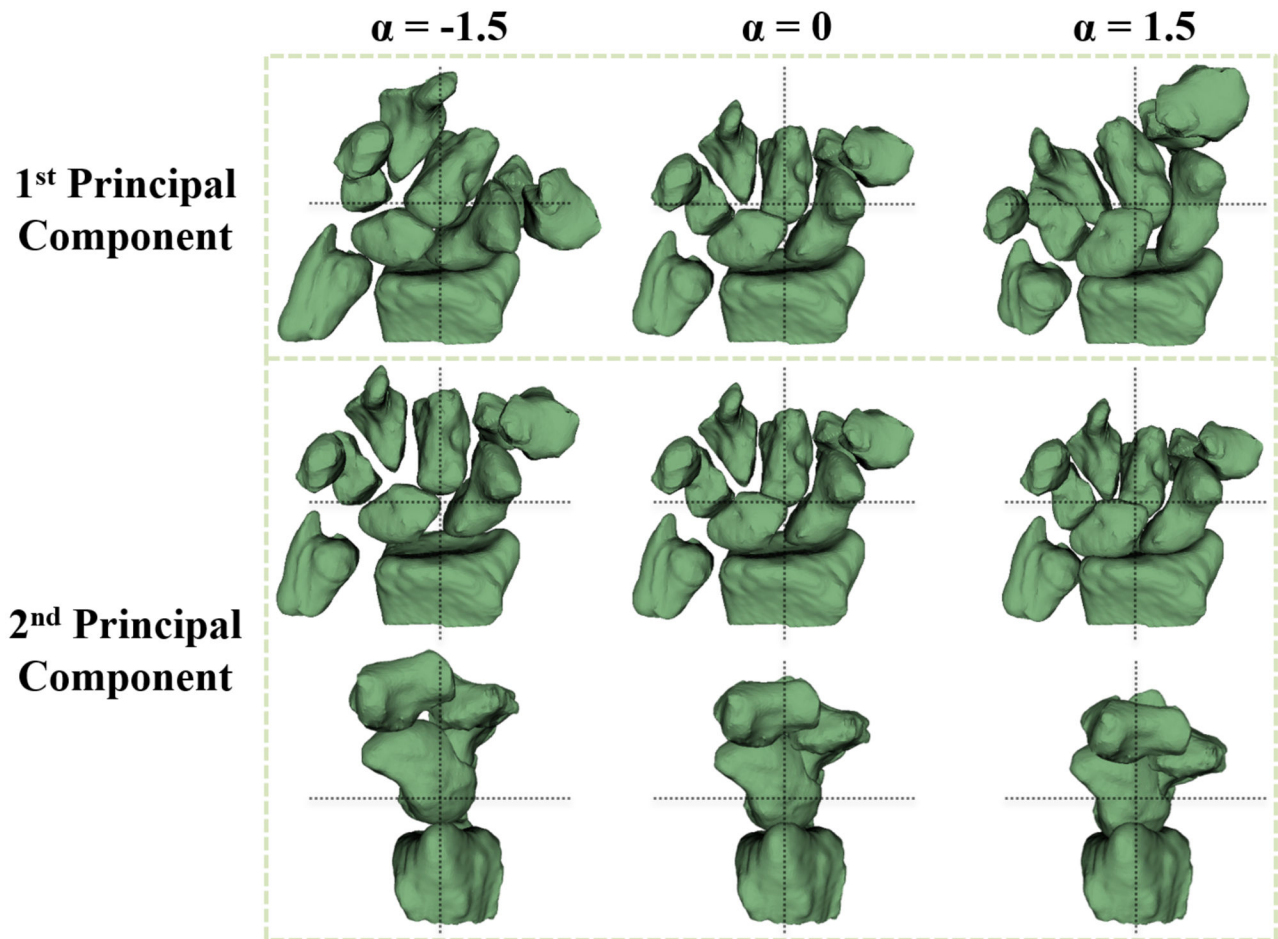 α = -1.5 α = 0 α = 1.5
1st Principal
Component
2nd Principal
Component